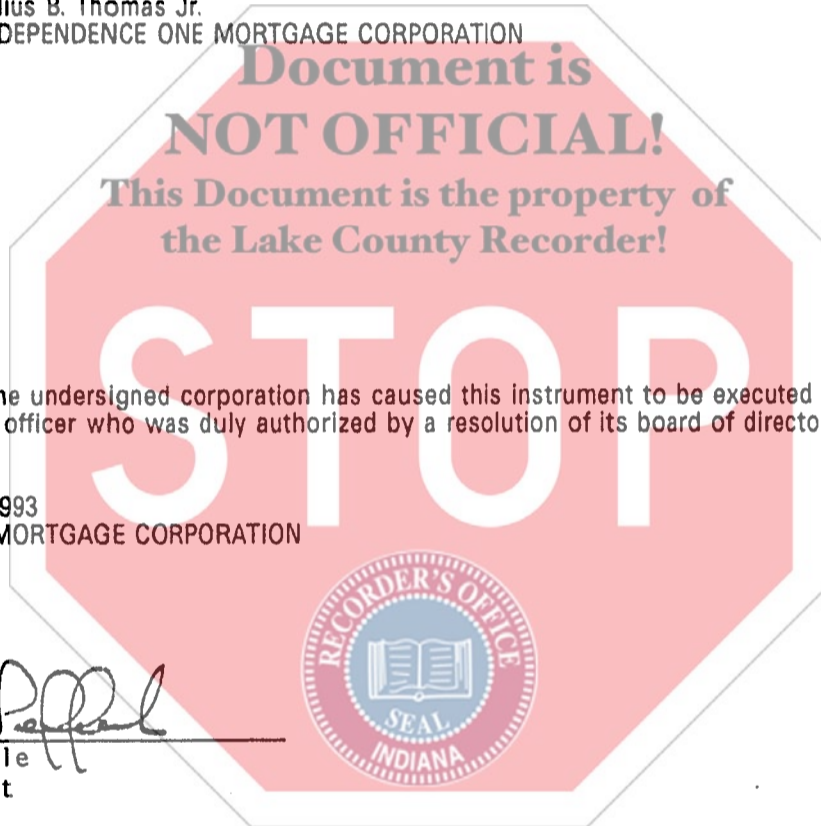 lius B. Thomas Jr.
DEPENDENCE ONE MORTGAGE CORPORATION
Document is
NOT OFFICIAL!
This Document is the property of
the Lake County Recorder!
STOP
he undersigned corporation has caused this instrument to be executed
officer who was duly authorized by a resolution of its board of directo
993
MORTGAGE CORPORATION
RECORDER'S OFFICE
SEAL
INDIANA
le
t